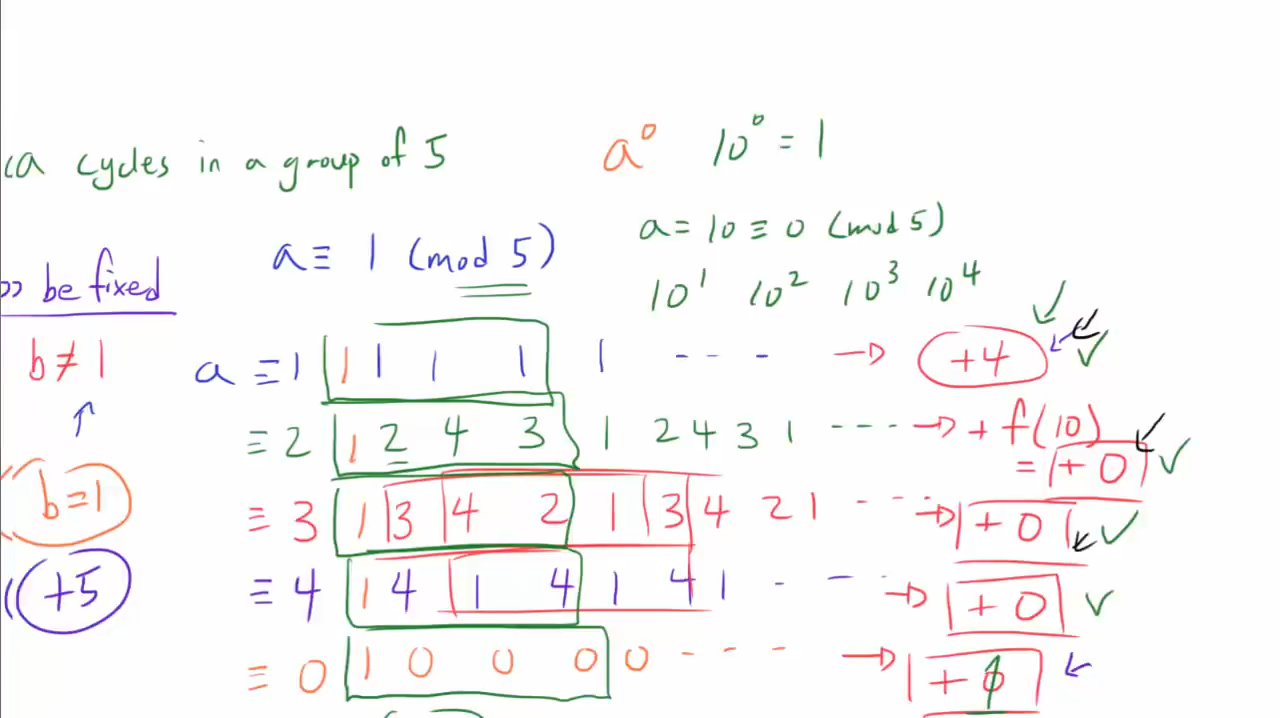 a cycles in a group of 5
a⁰ 10⁰ = 1
a = 10 ≡ 0 (mod 5)
a ≡ 1 (mod 5)
be fixed
10¹ 10² 10³ 10⁴
b ≠ 1
a ≡ 1 1 1 1 1 1 - - - → +4
≡ 2 1 2 4 3 1 2 4 3 1 ---- → + f(10)
= + 0
b = 1
≡ 3 1 3 4 2 1 3 4 2 1 - - - → + 0
+5
≡ 4 1 4 1 4 1 4 1 - - - → + 0
≡ 0 1 0 0 0 0 - - - → +